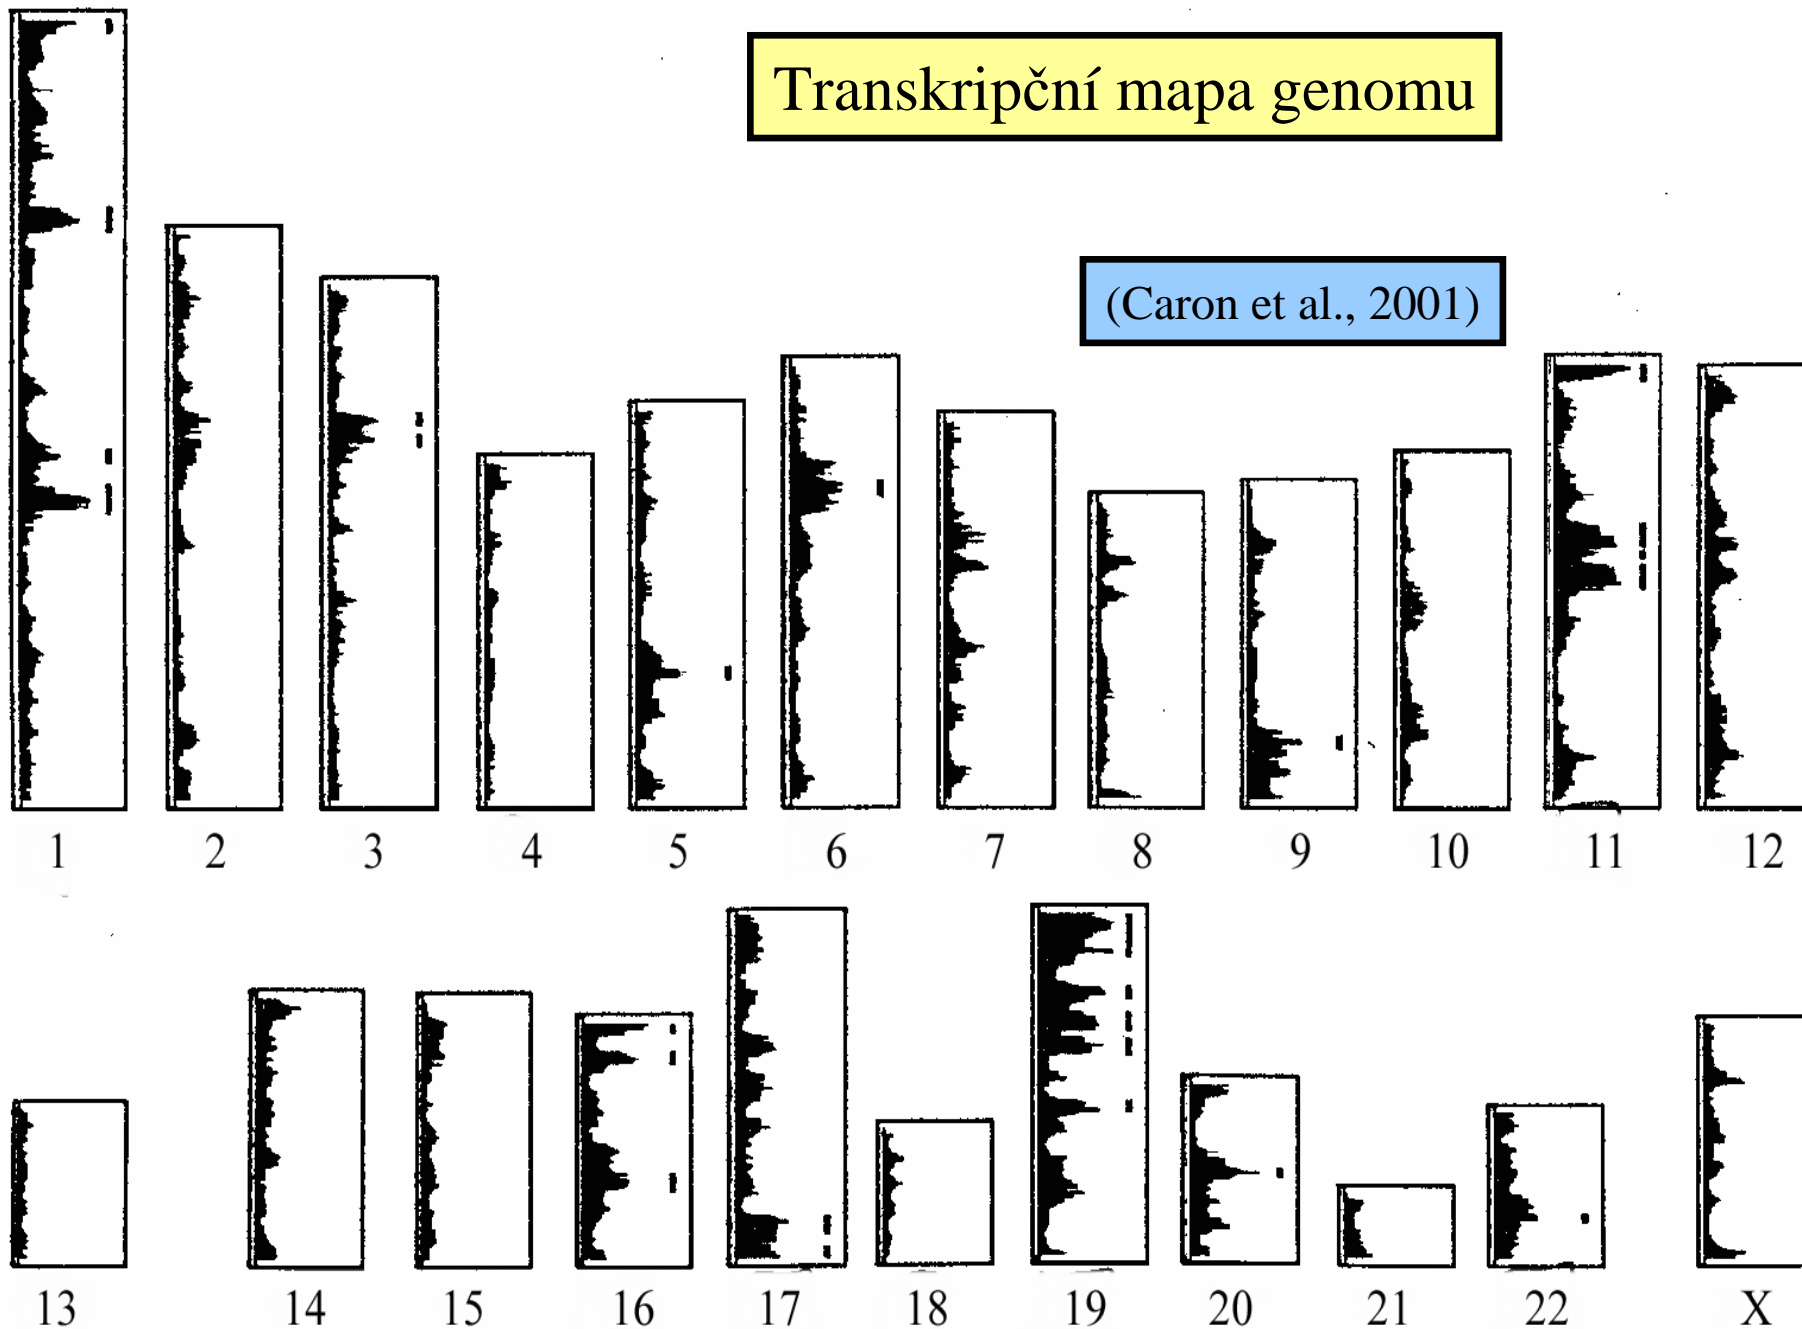 Transkripční mapa genomu
(Caron et al., 2001)
1 2 3 4 5 6 7 8 9 10 11 12
13 14 15 16 17 18 19 20 21 22 X